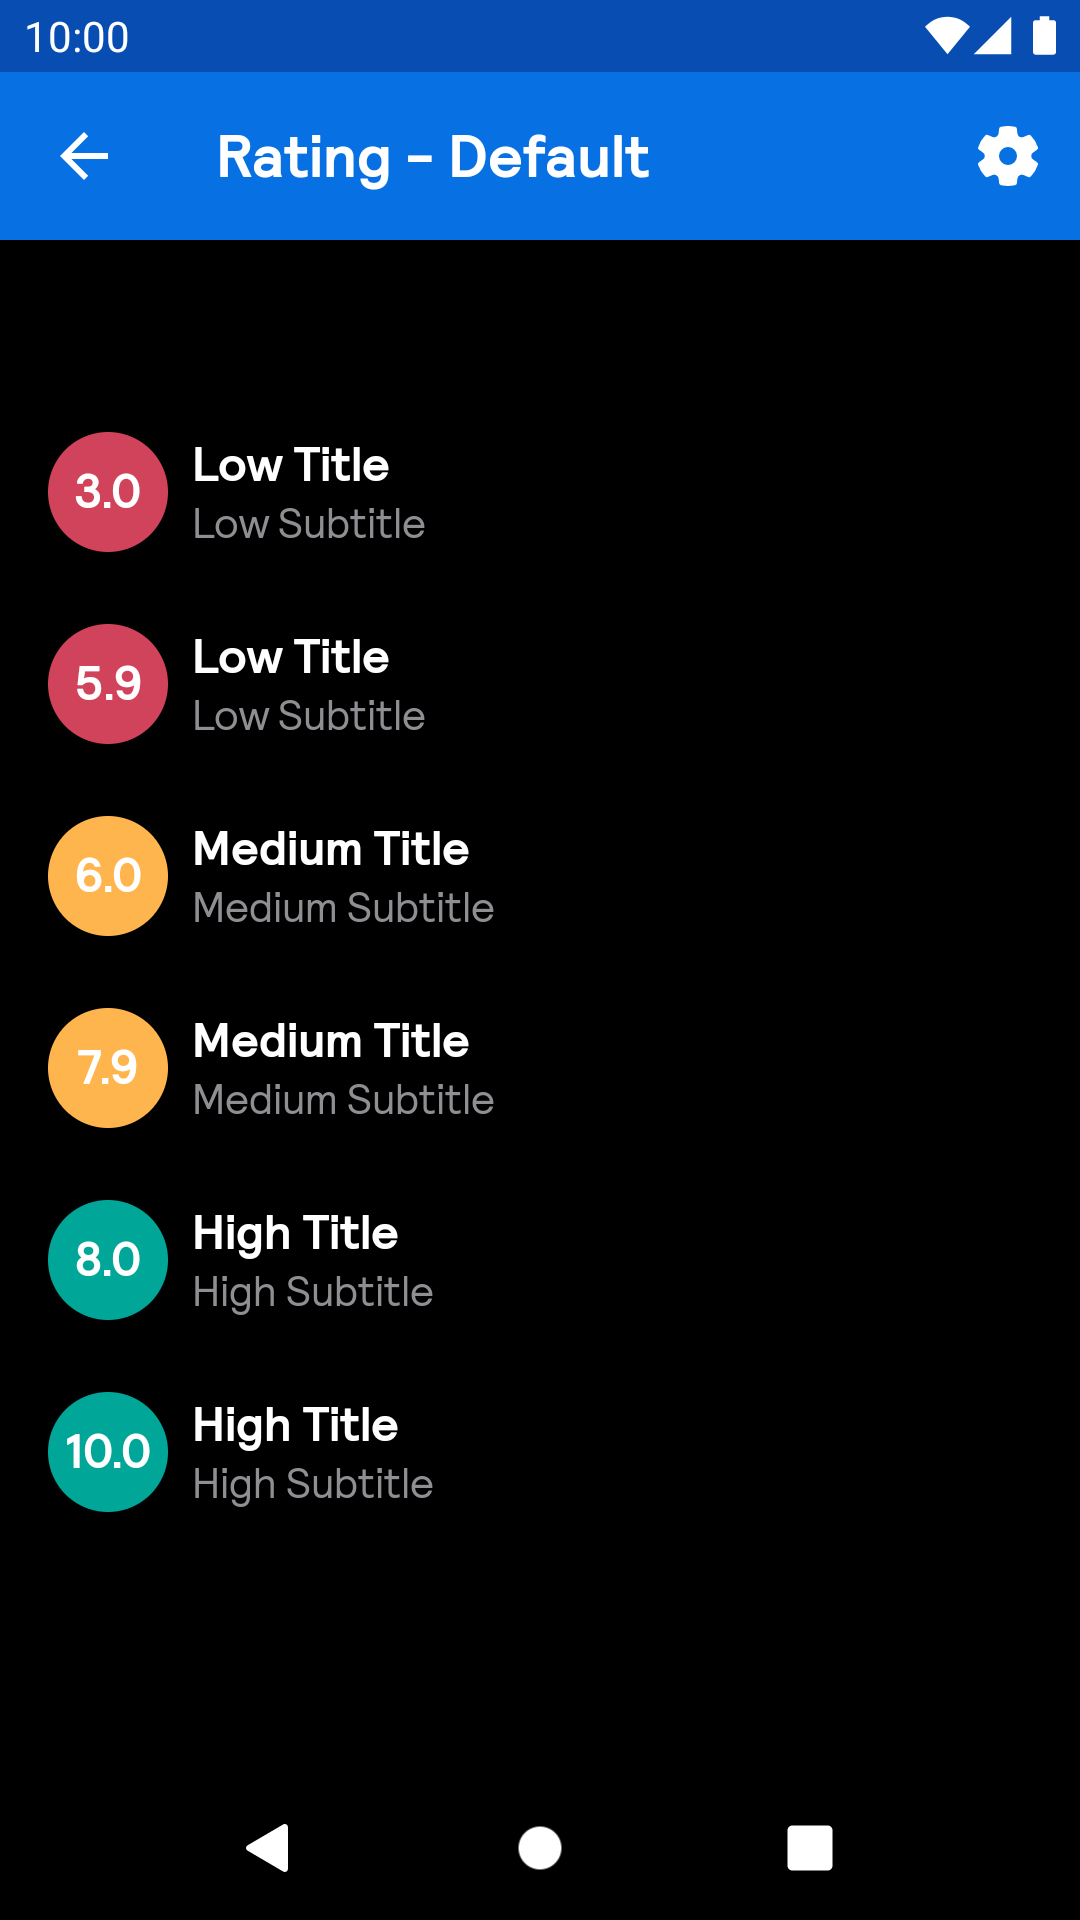 10:00
Rating - Default
3.0
Low Title
Low Subtitle
5.9
Low Title
Low Subtitle
6.0
Medium Title
Medium Subtitle
7.9
Medium Title
Medium Subtitle
8.0
High Title
High Subtitle
10.0
High Title
High Subtitle